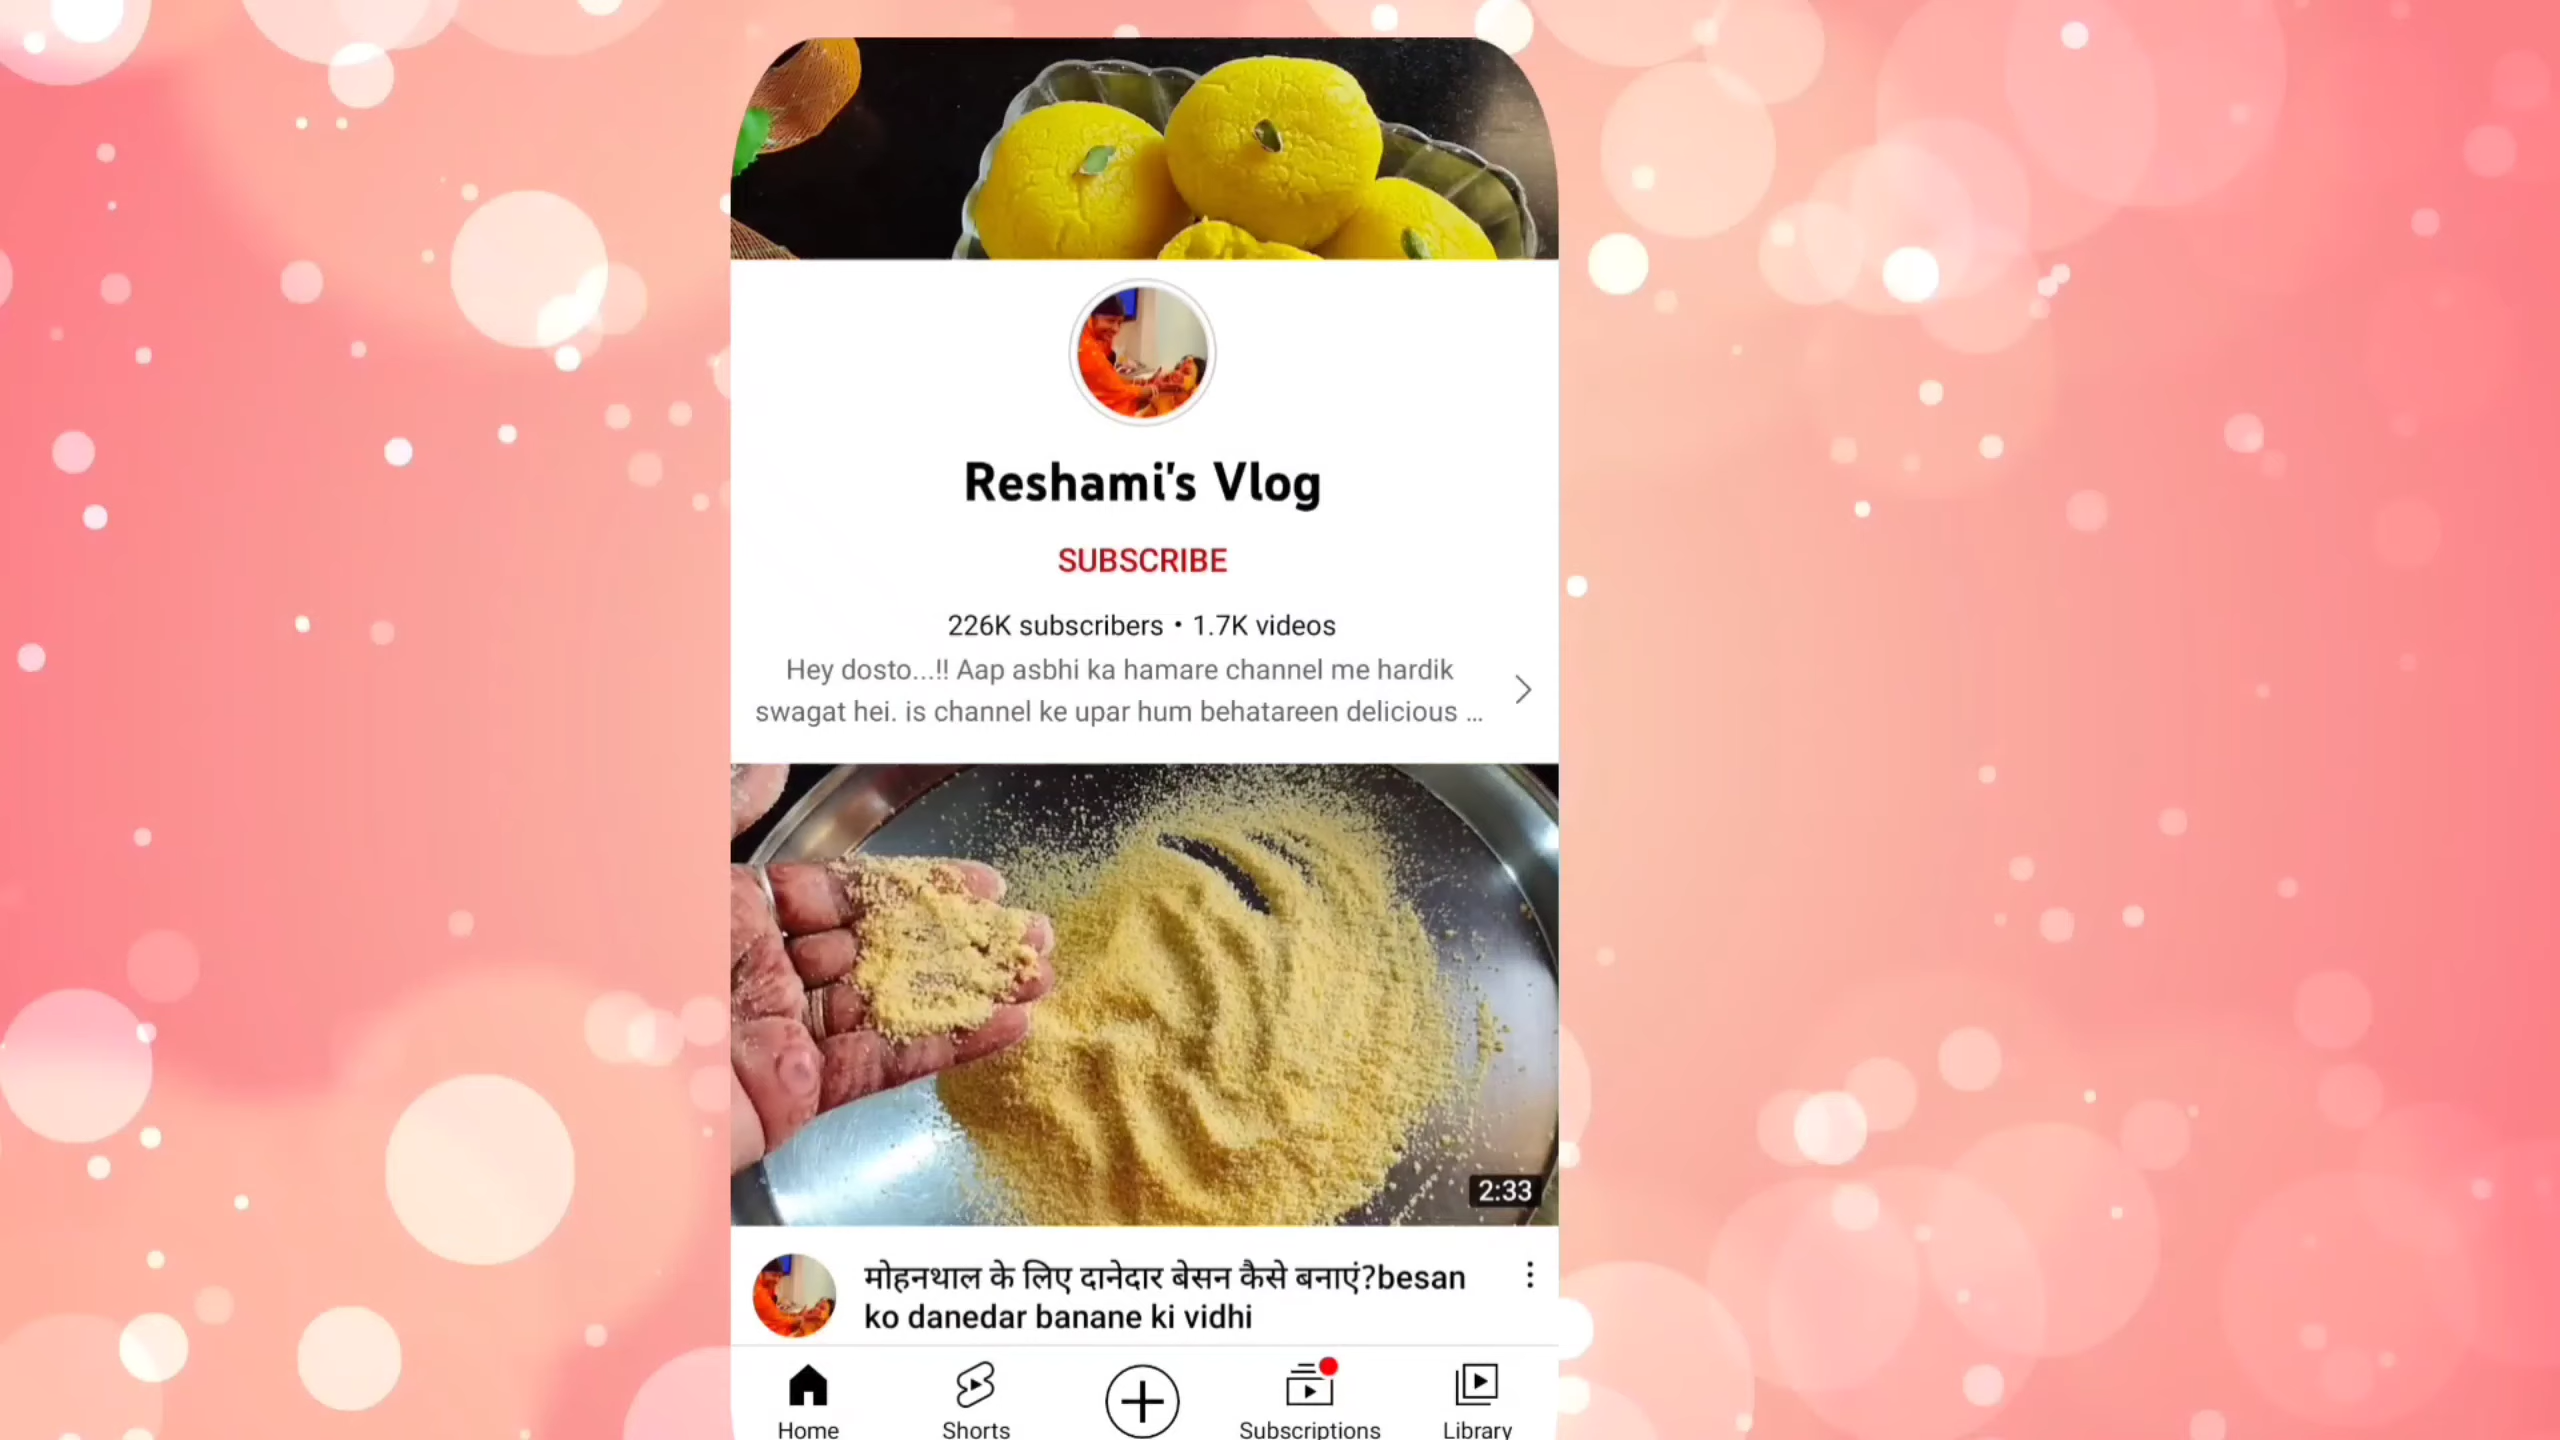 Reshami's Vlog
SUBSCRIBE
226K subscribers • 1.7K videos
Hey dosto...!! Aap asbhi ka hamare channel me hardik
swagat hei. is channel ke upar hum behatareen delicious ...
2:33
मोहनथाल के लिए दानेदार बेसन कैसे बनाएं?besan
ko danedar banane ki vidhi
Home Shorts Subscriptions Library